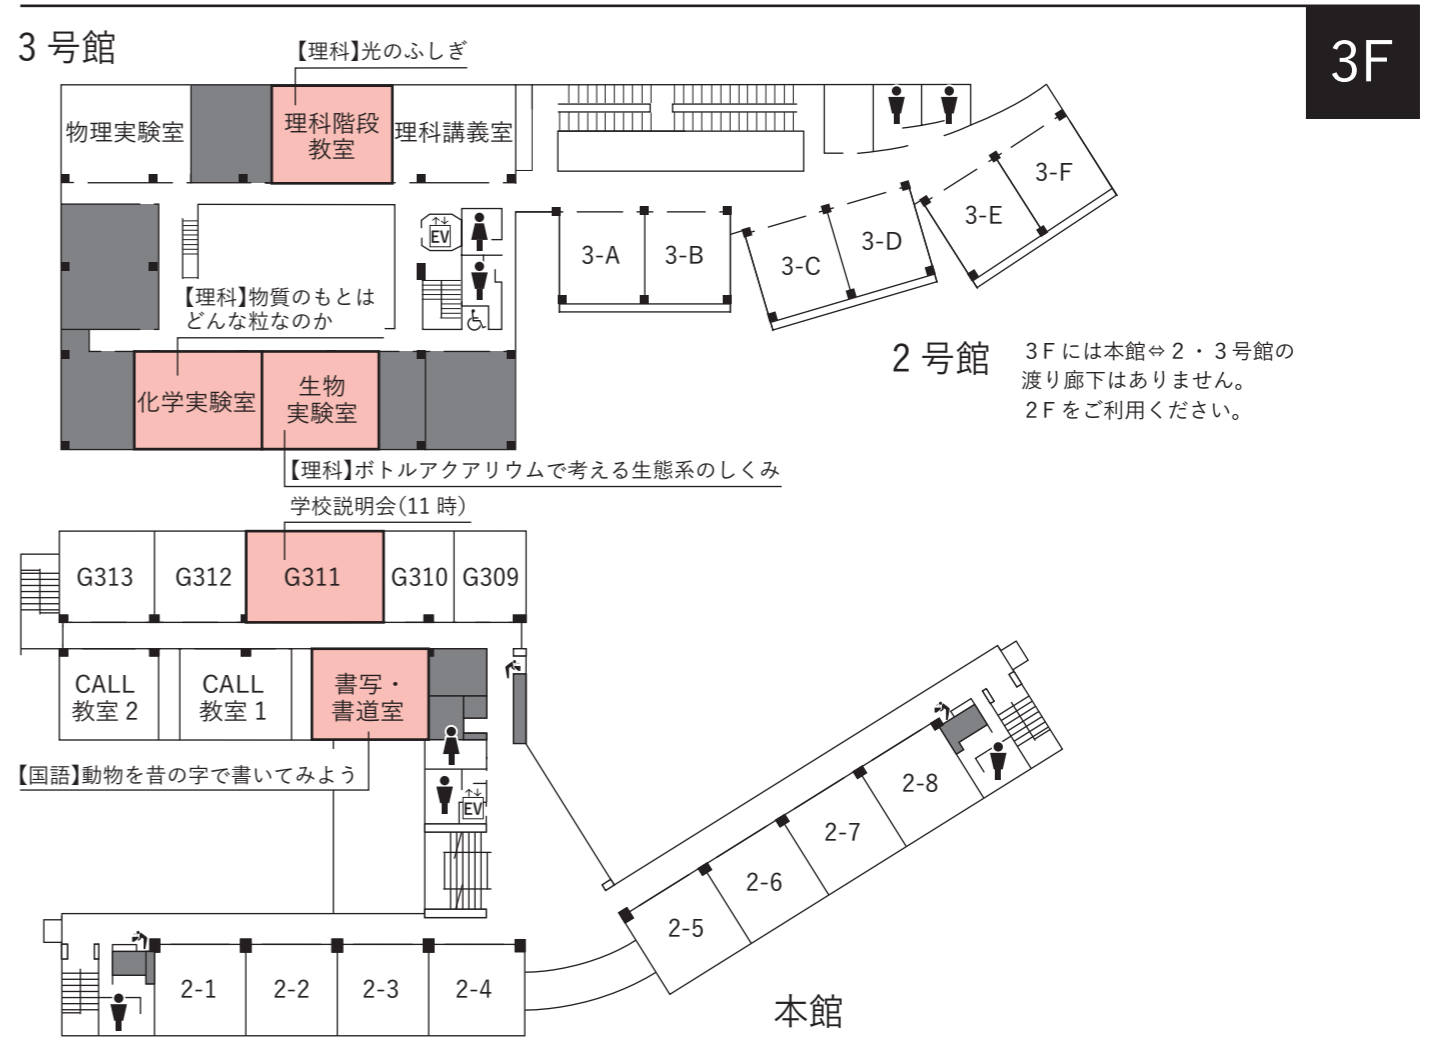 3F
3 号館
【理科】光のふしぎ
物理実験室
理科階段
教室
理科講義室
EV
【理科】物質のもとは
どんな粒なのか
化学実験室
生物
実験室
【理科】ボトルアクアリウムで考える生態系のしくみ
3-A
3-B
3-C
3-D
3-E
3-F
2 号館
3F には本館⇔2・3号館の
渡り廊下はありません。
2F をご利用ください。
学校説明会(11 時)
G313
G312
G311
G310
G309
CALL
教室 2
CALL
教室 1
書写・
書道室
【国語】動物を昔の字で書いてみよう
EV
2-1
2-2
2-3
2-4
2-5
2-6
2-7
2-8
本館